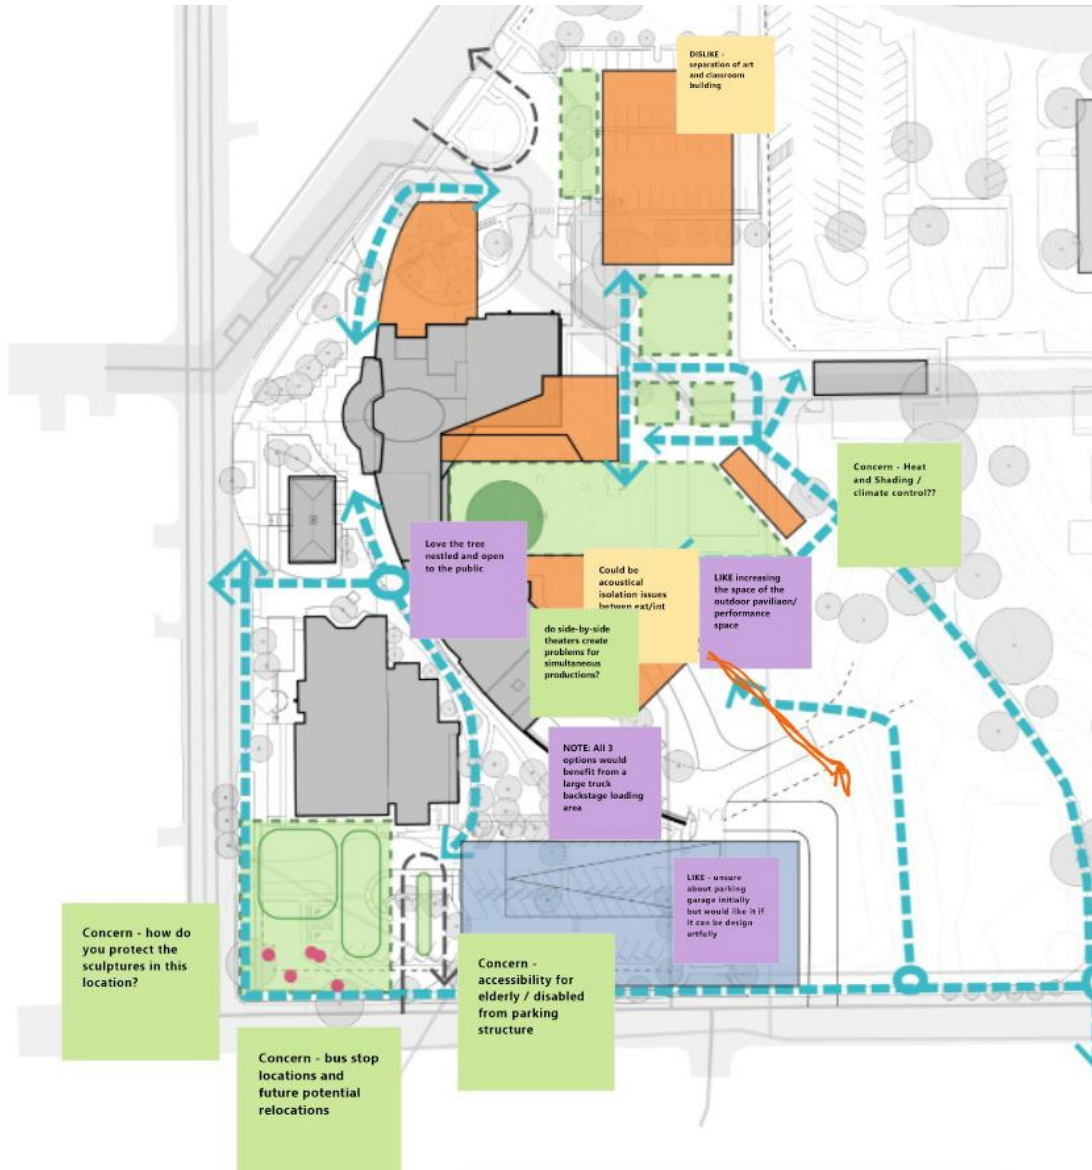 DISLIKE -
separation of art
and classroom
building
Concern - Heat
and Shading /
climate control??
Love the tree
nestled and open
to the public
Could be
acoustical
isolation issues
betwen ext/int
LIKE increasing
the space of the
outdoor paviliaon/
performance
space
do side-by-side
theaters create
problems for
simultaneous
productions?
NOTE: All 3
options would
benefit from a
large truck
backstage loading
area
LIKE - unsure
about parking
garage initially
but would like it if
it can be design
artfully
Concern - how do
you protect the
sculptures in this
location?
Concern -
accessibility for
elderly / disabled
from parking
structure
Concern - bus stop
locations and
future potential
relocations